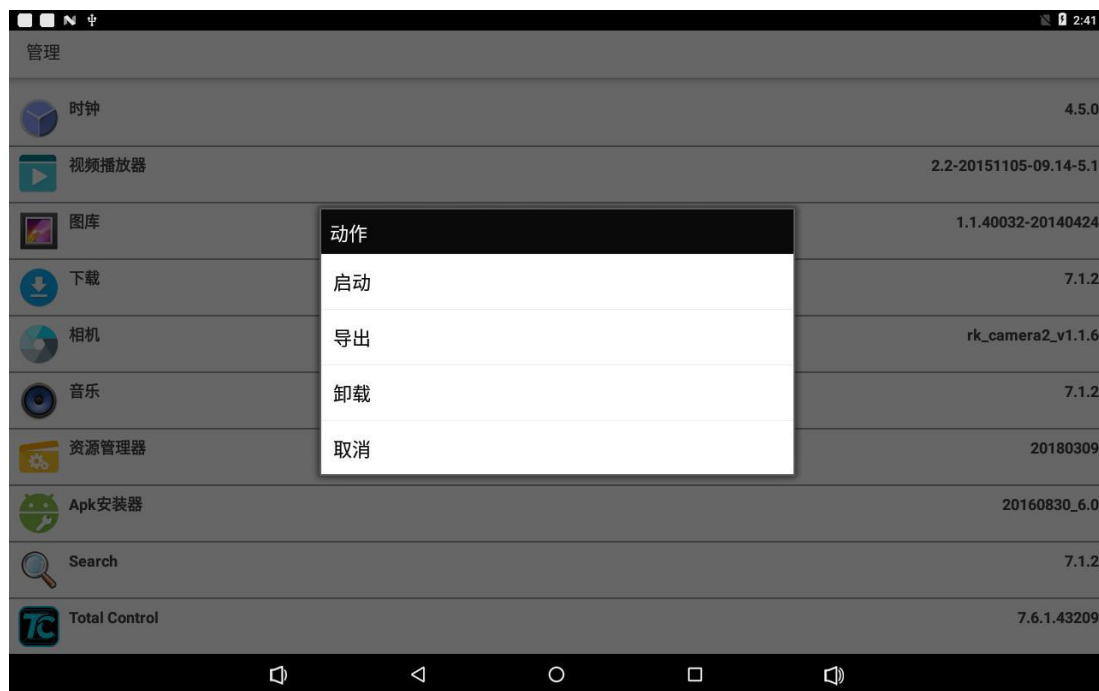 2:41
管理
时钟 4.5.0
视频播放器 2.2-20151105-09.14-5.1
图库 1.1.40032-20140424
动作
下载 7.1.2
启动
相机 rk_camera2_v1.1.6
导出
音乐 7.1.2
卸载
资源管理器 20180309
取消
Apk安装器 20160830_6.0
Search 7.1.2
TC
Total Control 7.6.1.43209